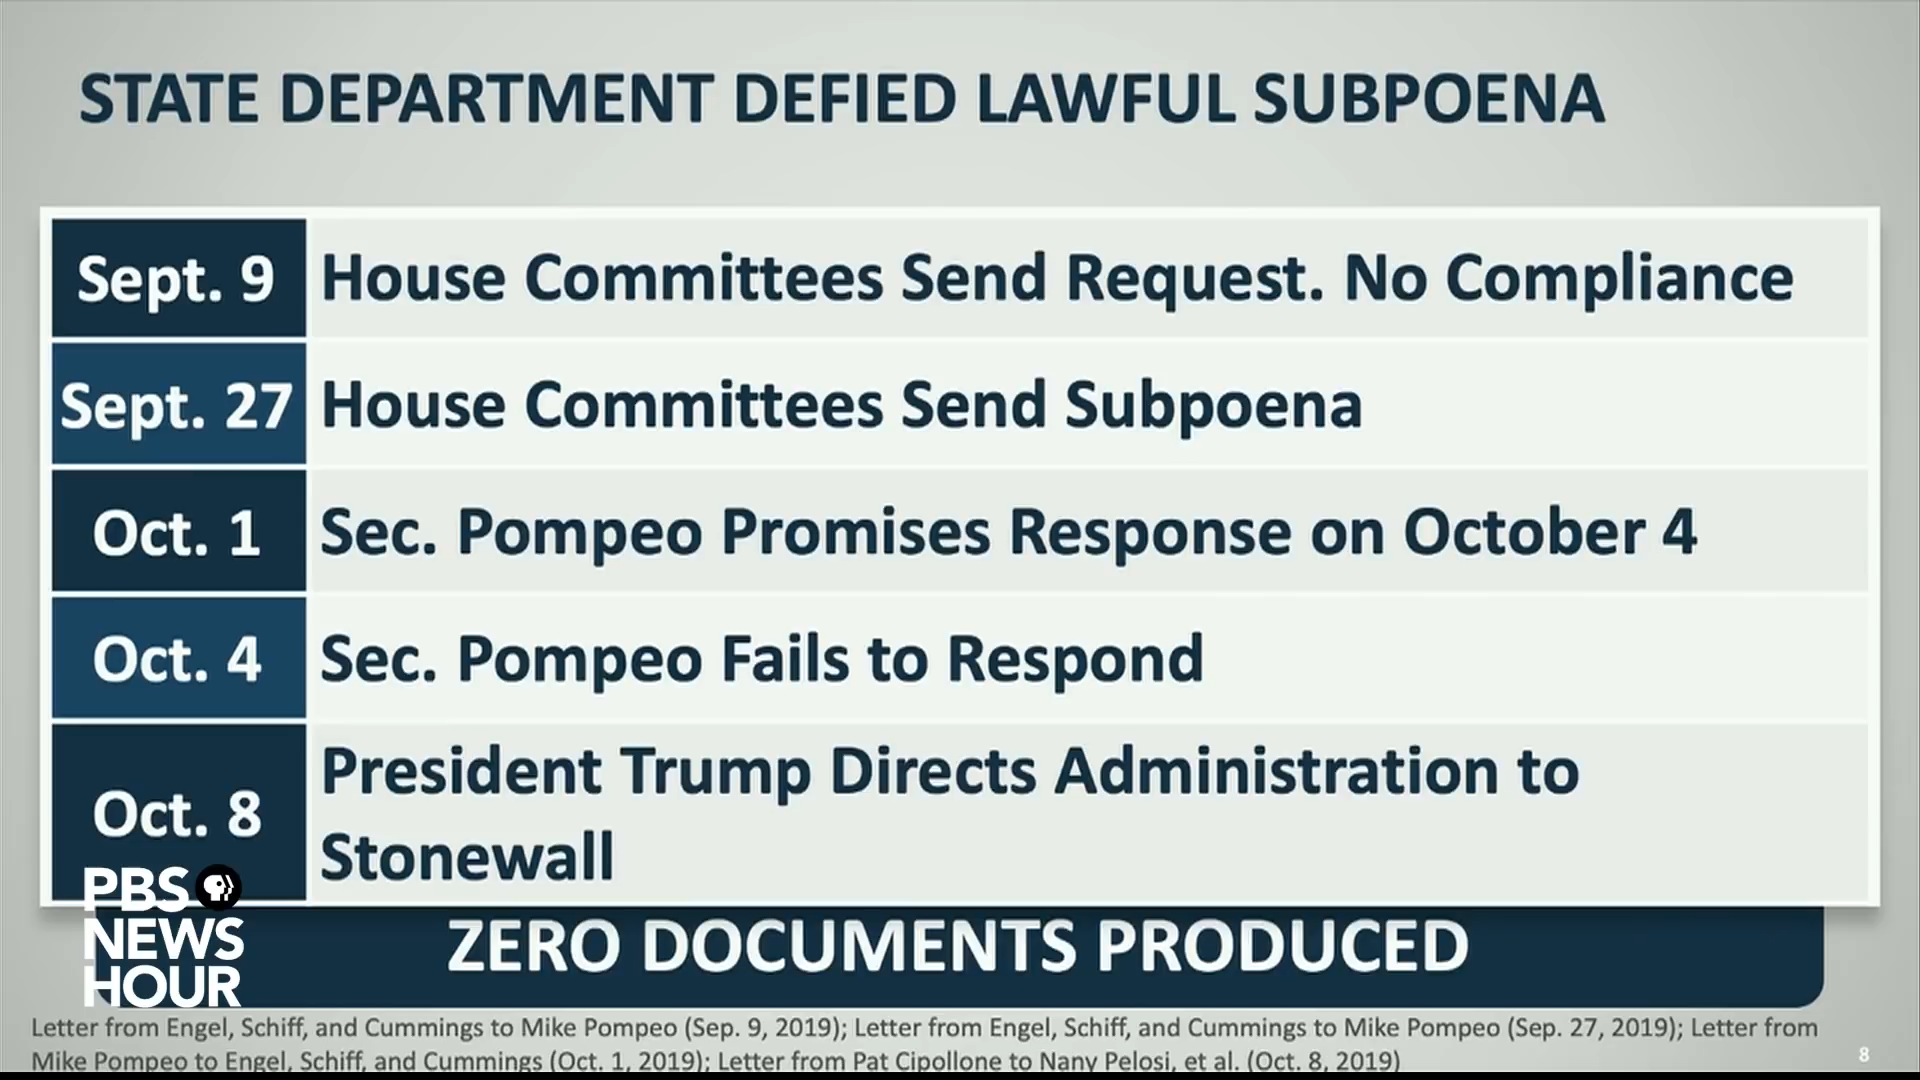 STATE DEPARTMENT DEFIED LAWFUL SUBPOENA
Sept. 9 House Committees Send Request. No Compliance
Sept. 27 House Committees Send Subpoena
Oct. 1 Sec. Pompeo Promises Response on October 4
Oct. 4 Sec. Pompeo Fails to Respond
Oct. 8 President Trump Directs Administration to
Stonewall
PBS
NEWS
HOUR
ZERO DOCUMENTS PRODUCED
Letter from Engel, Schiff, and Cummings to Mike Pompeo (Sep. 9, 2019); Letter from Engel, Schiff, and Cummings to Mike Pompeo (Sep. 27, 2019); Letter from
Mike Pompeo to Engel, Schiff, and Cummings (Oct. 1, 2019); Letter from Pat Cipollone to Nany Pelosi, et al. (Oct. 8, 2019)
8